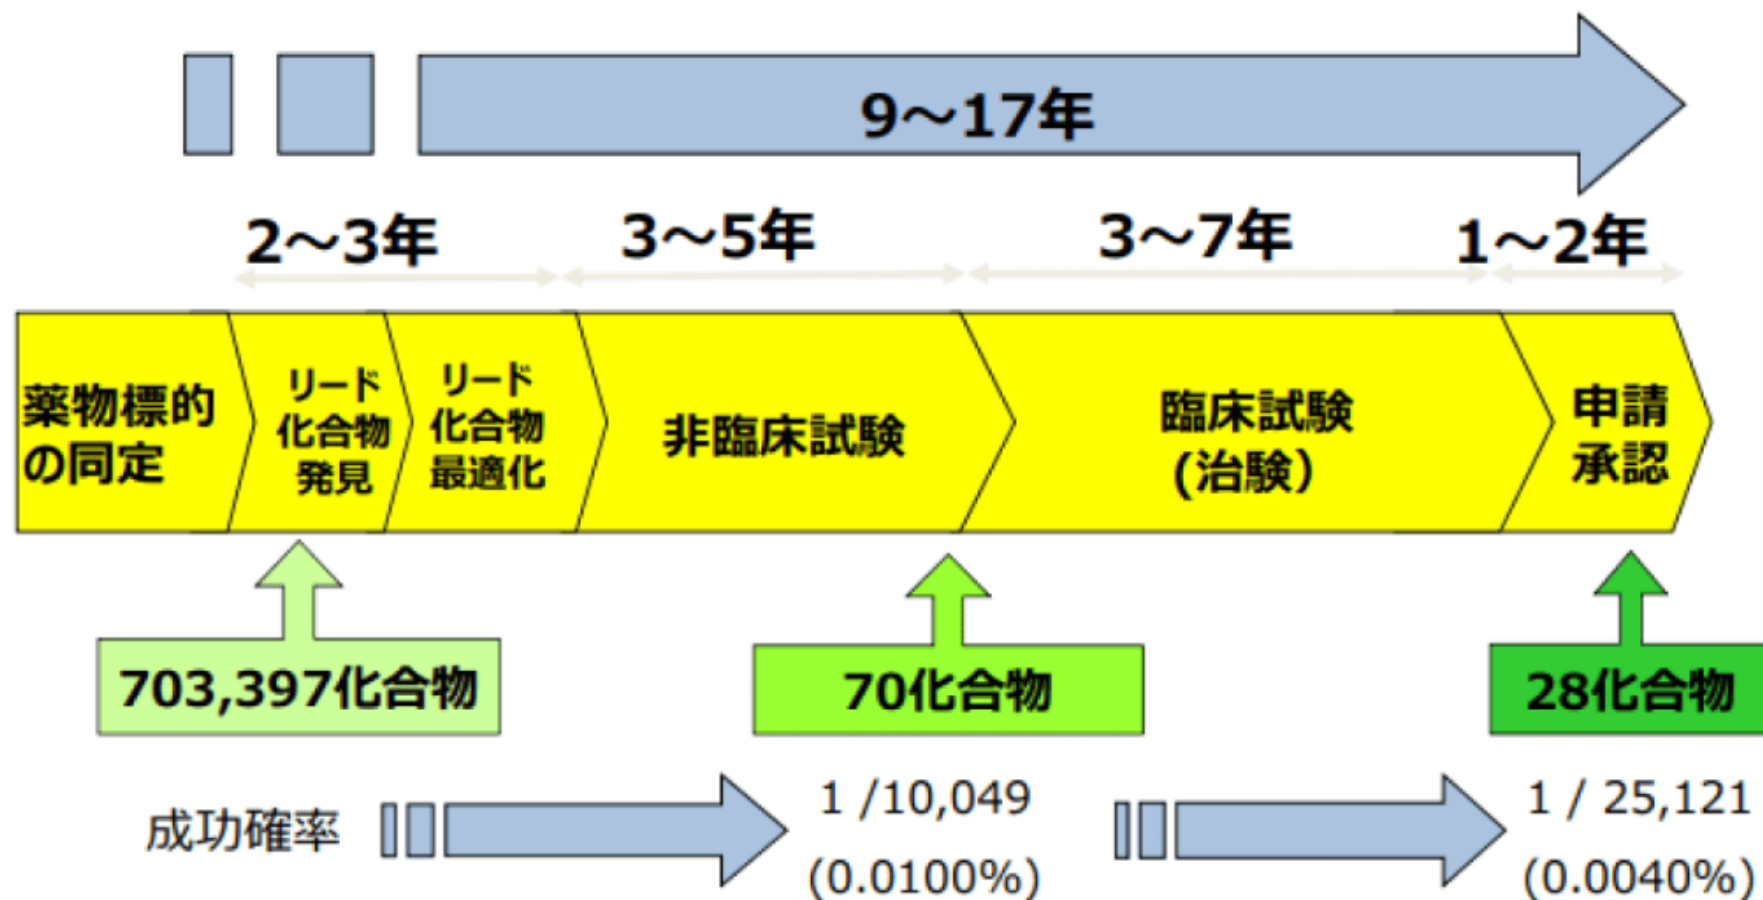 9～17年
2～3年
3～5年
3～7年
1～2年
薬物標的
の同定
リード
化合物
発見
リード
化合物
最適化
非臨床試験
臨床試験
(治験）
申請
承認
703,397化合物
70化合物
28化合物
成功確率
1 /10,049
(0.0100%)
1 / 25,121
(0.0040%)